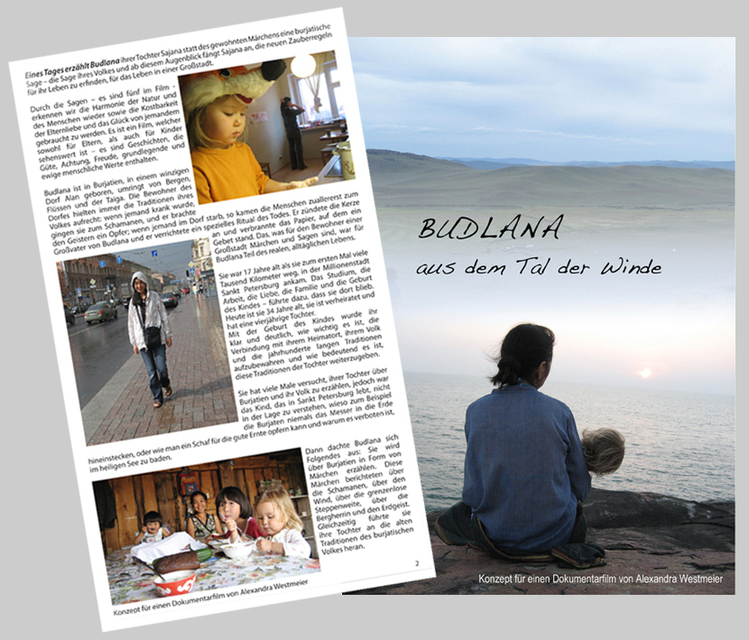 Eines Tages erzählt Budlana ihrer Tochter Sajana statt des gewohnten Märchens eine burjatische
Sage – die Sage ihres Volkes und ab diesem Augenblick fängt Sajana an, die neuen Zauberregeln
für ihr Leben zu erfinden, für das Leben in einer Großstadt.
Durch die Sagen – es sind fünf im Film -
erkennen wir die Harmonie der Natur und
des Menschen wieder sowie die Kostbarkeit
der Elternliebe und das Glück von jemandem
gebraucht zu werden. Es ist ein Film, welcher
sowohl für Eltern, als auch für Kinder
sehenswert ist – es sind Geschichten, die
Güte, Achtung, Freude, grundlegende und
ewige menschliche Werte enthalten.
Budlana ist in Burjatien, in einem winzigen
Dorf Alan geboren, umringt von Bergen,
Flüssen und der Taiga. Die Bewohner des
Dorfes hielten immer die Traditionen ihres
Volkes aufrecht: wenn jemand krank wurde,
gingen sie zum Schamanen, und er brachte
den Geistern ein Opfer; wenn jemand im Dorf starb, so kamen die Menschen zuallererst zum
Großvater von Budlana und er verrichtete ein spezielles Ritual des Todes. Er zündete die Kerze
an und verbrannte das Papier, auf dem ein
Gebet stand. Das, was für den Bewohner einer
Großstadt Märchen und Sagen sind, war für
Budlana Teil des realen, alltäglichen Lebens.
Sie war 17 Jahre alt als sie zum ersten Mal viele
Tausend Kilometer weg, in der Millionenstadt
Sankt Petersburg ankam. Das Studium, die
Arbeit, die Liebe, die Familie und die Geburt
des Kindes – führte dazu, dass sie dort blieb.
Heute ist sie 34 Jahre alt, sie ist verheiratet und
hat eine vierjährige Tochter.
Mit der Geburt des Kindes wurde ihr
klar und deutlich, wie wichtig es ist, die
Verbindung mit ihrem Heimatort, ihrem Volk
und die jahrhunderte langen Traditionen
aufzubewahren und wie bedeutend es ist,
diese Traditionen der Tochter weiterzugeben.
Sie hat viele Male versucht, ihrer Tochter über
Burjatien und ihr Volk zu erzählen, jedoch war
das Kind, das in Sankt Petersburg lebt, nicht
in der Lage zu verstehen, wieso zum Beispiel
die Burjaten niemals das Messer in die Erde
hineinstecken, oder wie man ein Schaf für die gute Ernte opfern kann und warum es verboten ist,
im heiligen See zu baden.
Dann dachte Budlana sich
Folgendes aus: Sie wird
über Burjatien in Form von
Märchen erzählen. Diese
Märchen berichteten über
die Schamanen, über den
Wind, über die grenzenlose
Steppenweite, über die
Bergherrin und den Erdgeist.
Gleichzeitig führte sie
ihre Tochter an die alten
Traditionen des burjatischen
Volkes heran.
2
Konzept für einen Dokumentarfilm von Alexandra Westmeier
BUDLANA
aus dem Tal der Winde
Konzept für einen Dokumentarfilm von Alexandra Westmeier